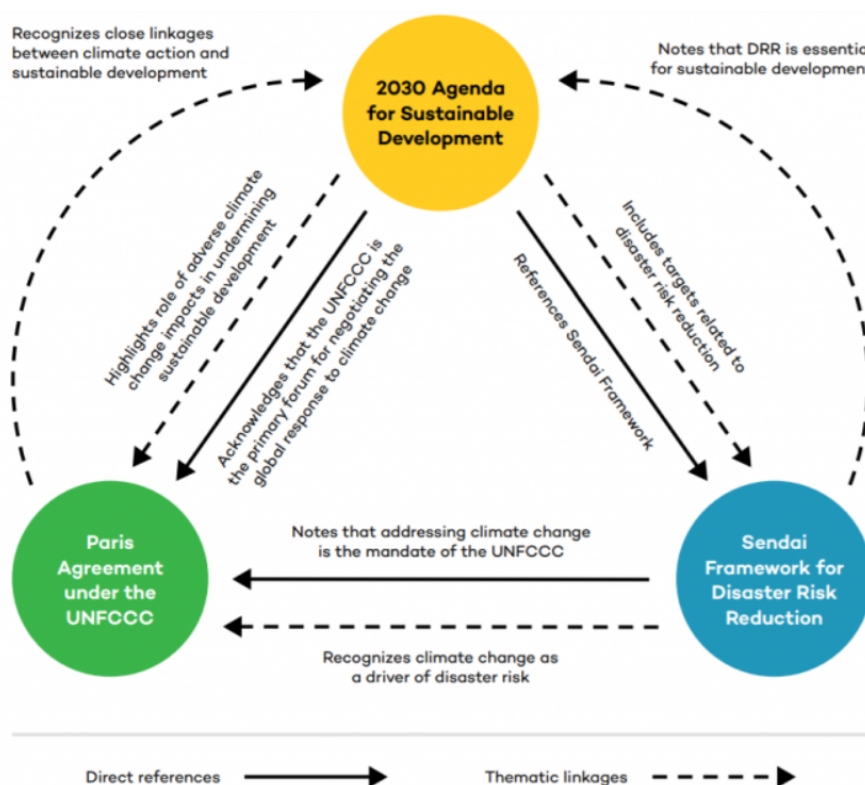 Recognizes close linkages
between climate action and
sustainable development
2030 Agenda
for Sustainable
Development
Notes that DRR is essentia
for sustainable developmen
Highlights role of adverse climate
change impacts in undermining
sustainable development
Acknowledges that the UNFCCC is
the primary forum for negotiating the
global response to climate change
References Sendai Framework
Includes targets related to
disaster risk reduction
Paris
Agreement
under the
UNFCCC
Notes that addressing climate change
is the mandate of the UNFCCC
Recognizes climate change as
a driver of disaster risk
Sendai
Framework for
Disaster Risk
Reduction
Direct references
Thematic linkages